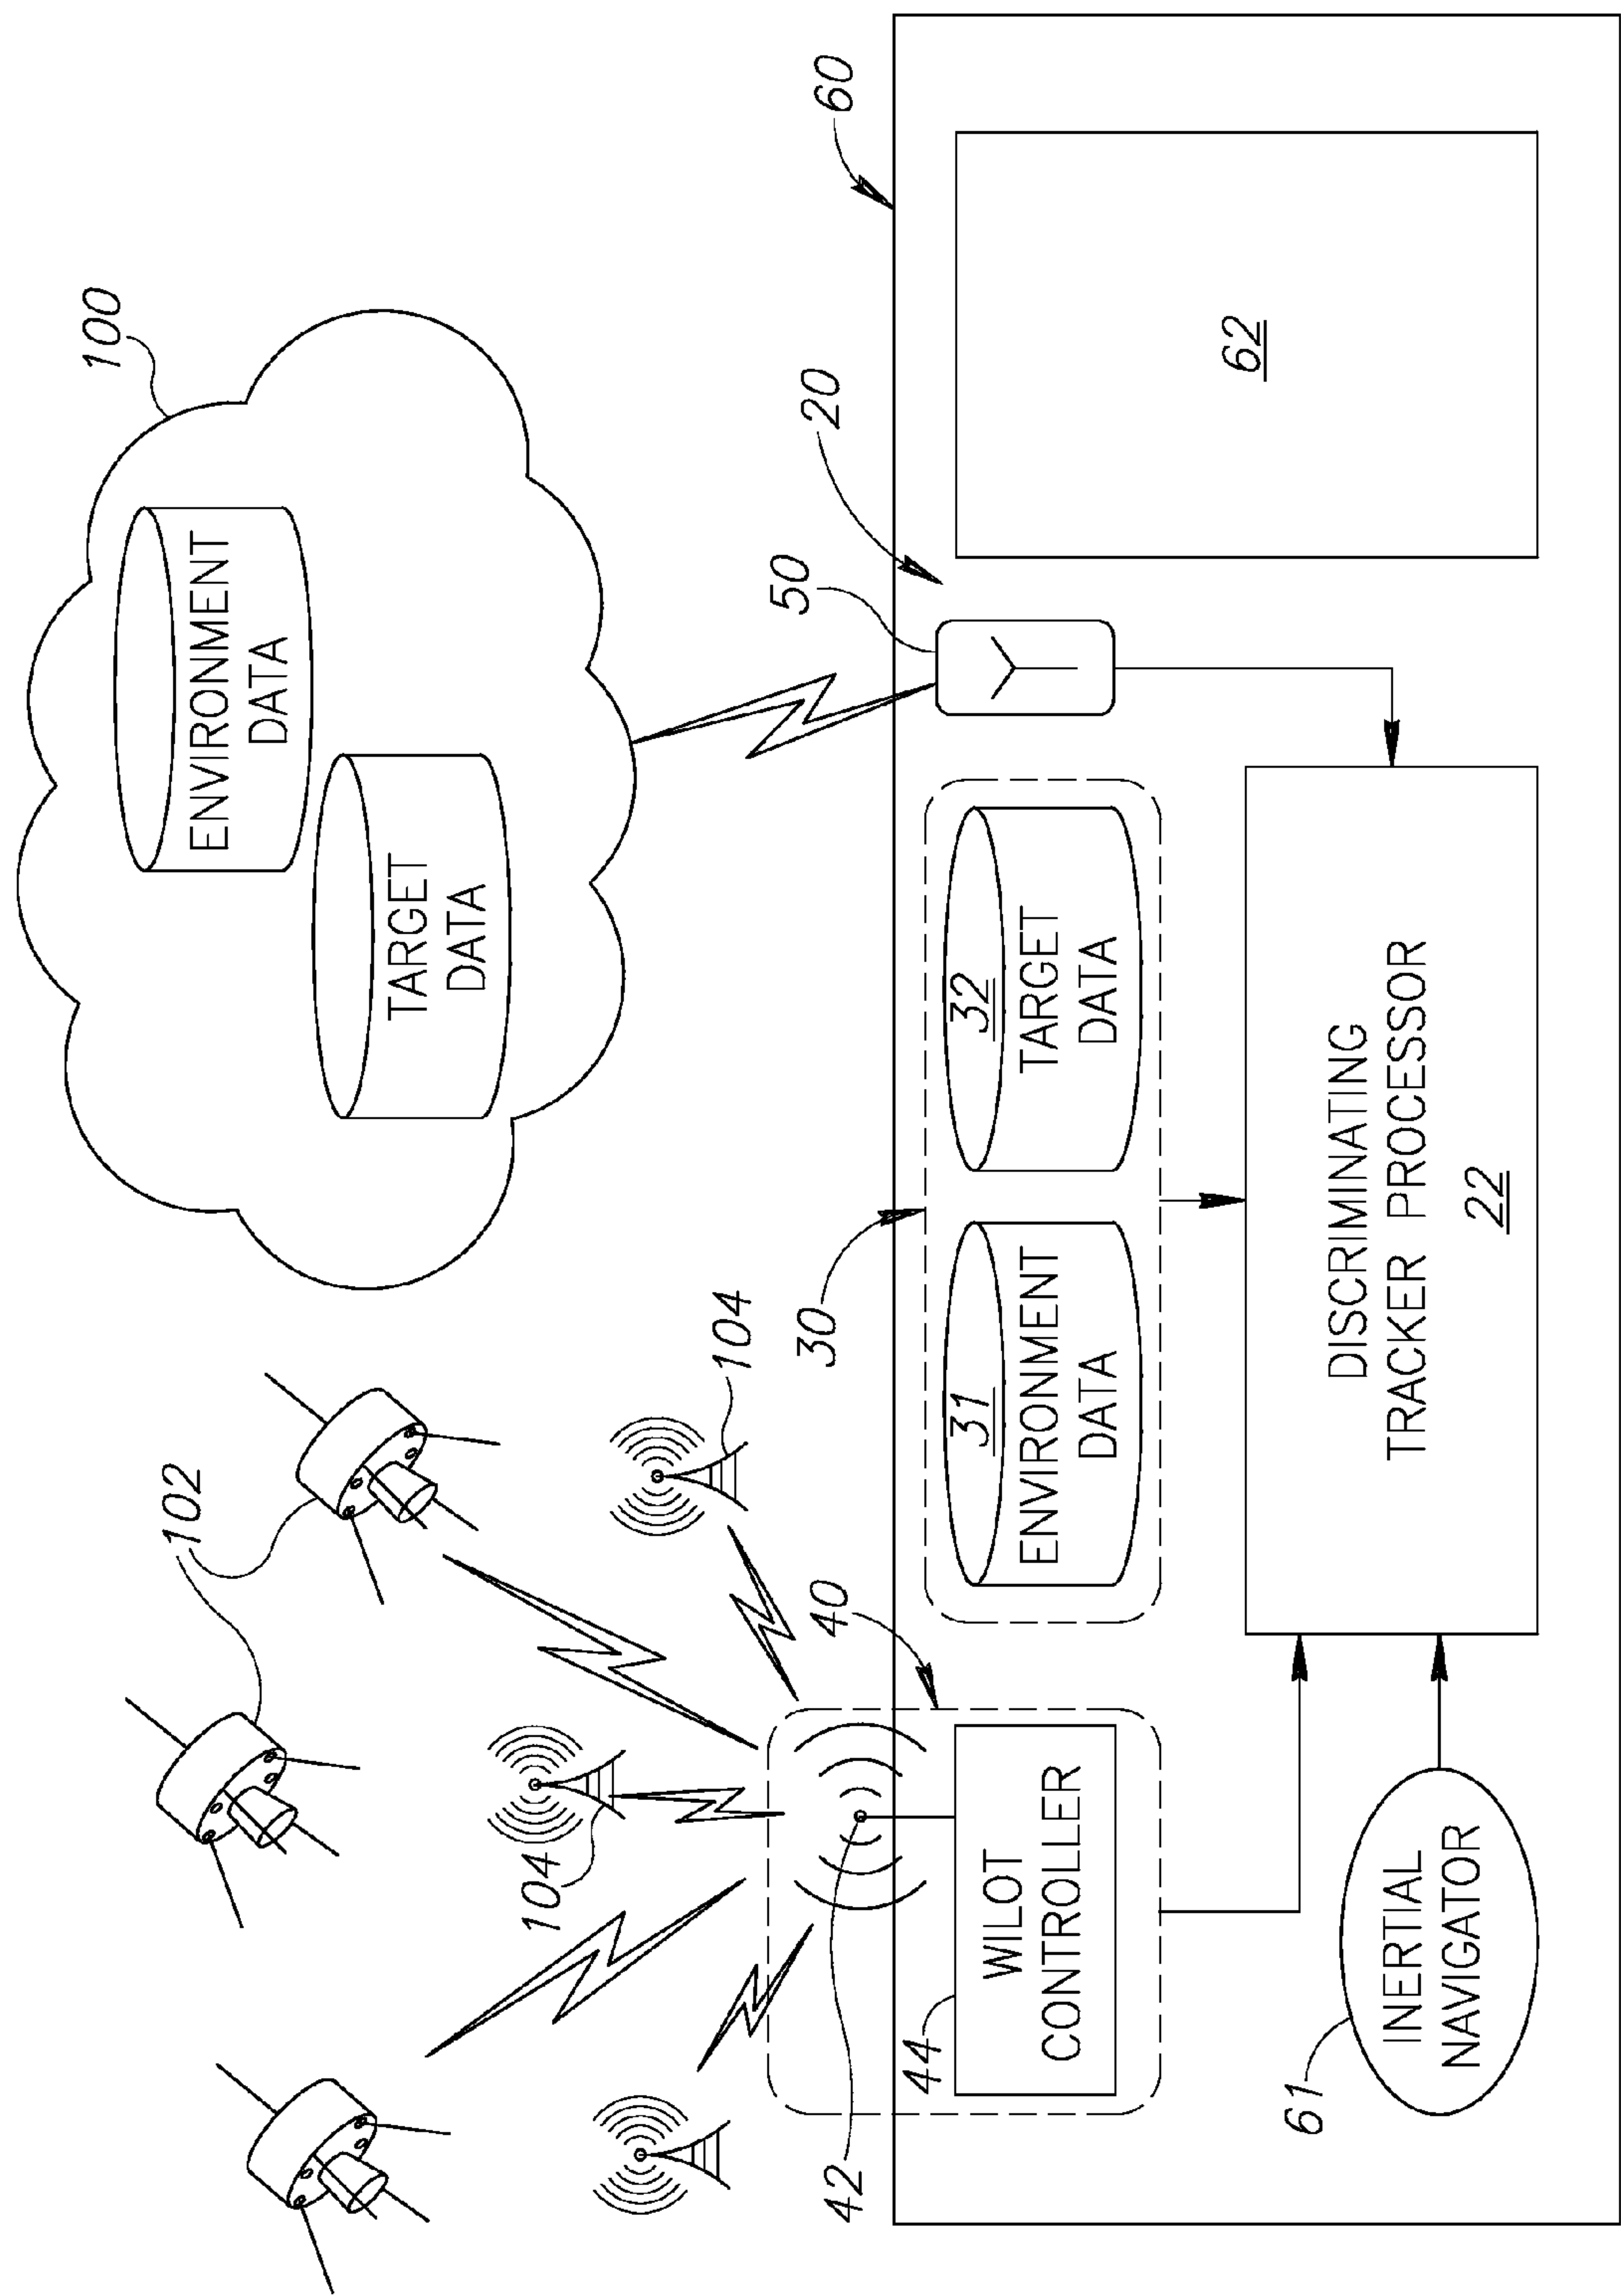 100
ENVIRONMENT
DATA
TARGET
DATA
102
104
104
40
42
44
WILOT
CONTROLLER
30
31
ENVIRONMENT
DATA
32
TARGET
DATA
50
20
60
62
61
INERTIAL
NAVIGATOR
DISCRIMINATING
TRACKER PROCESSOR
22